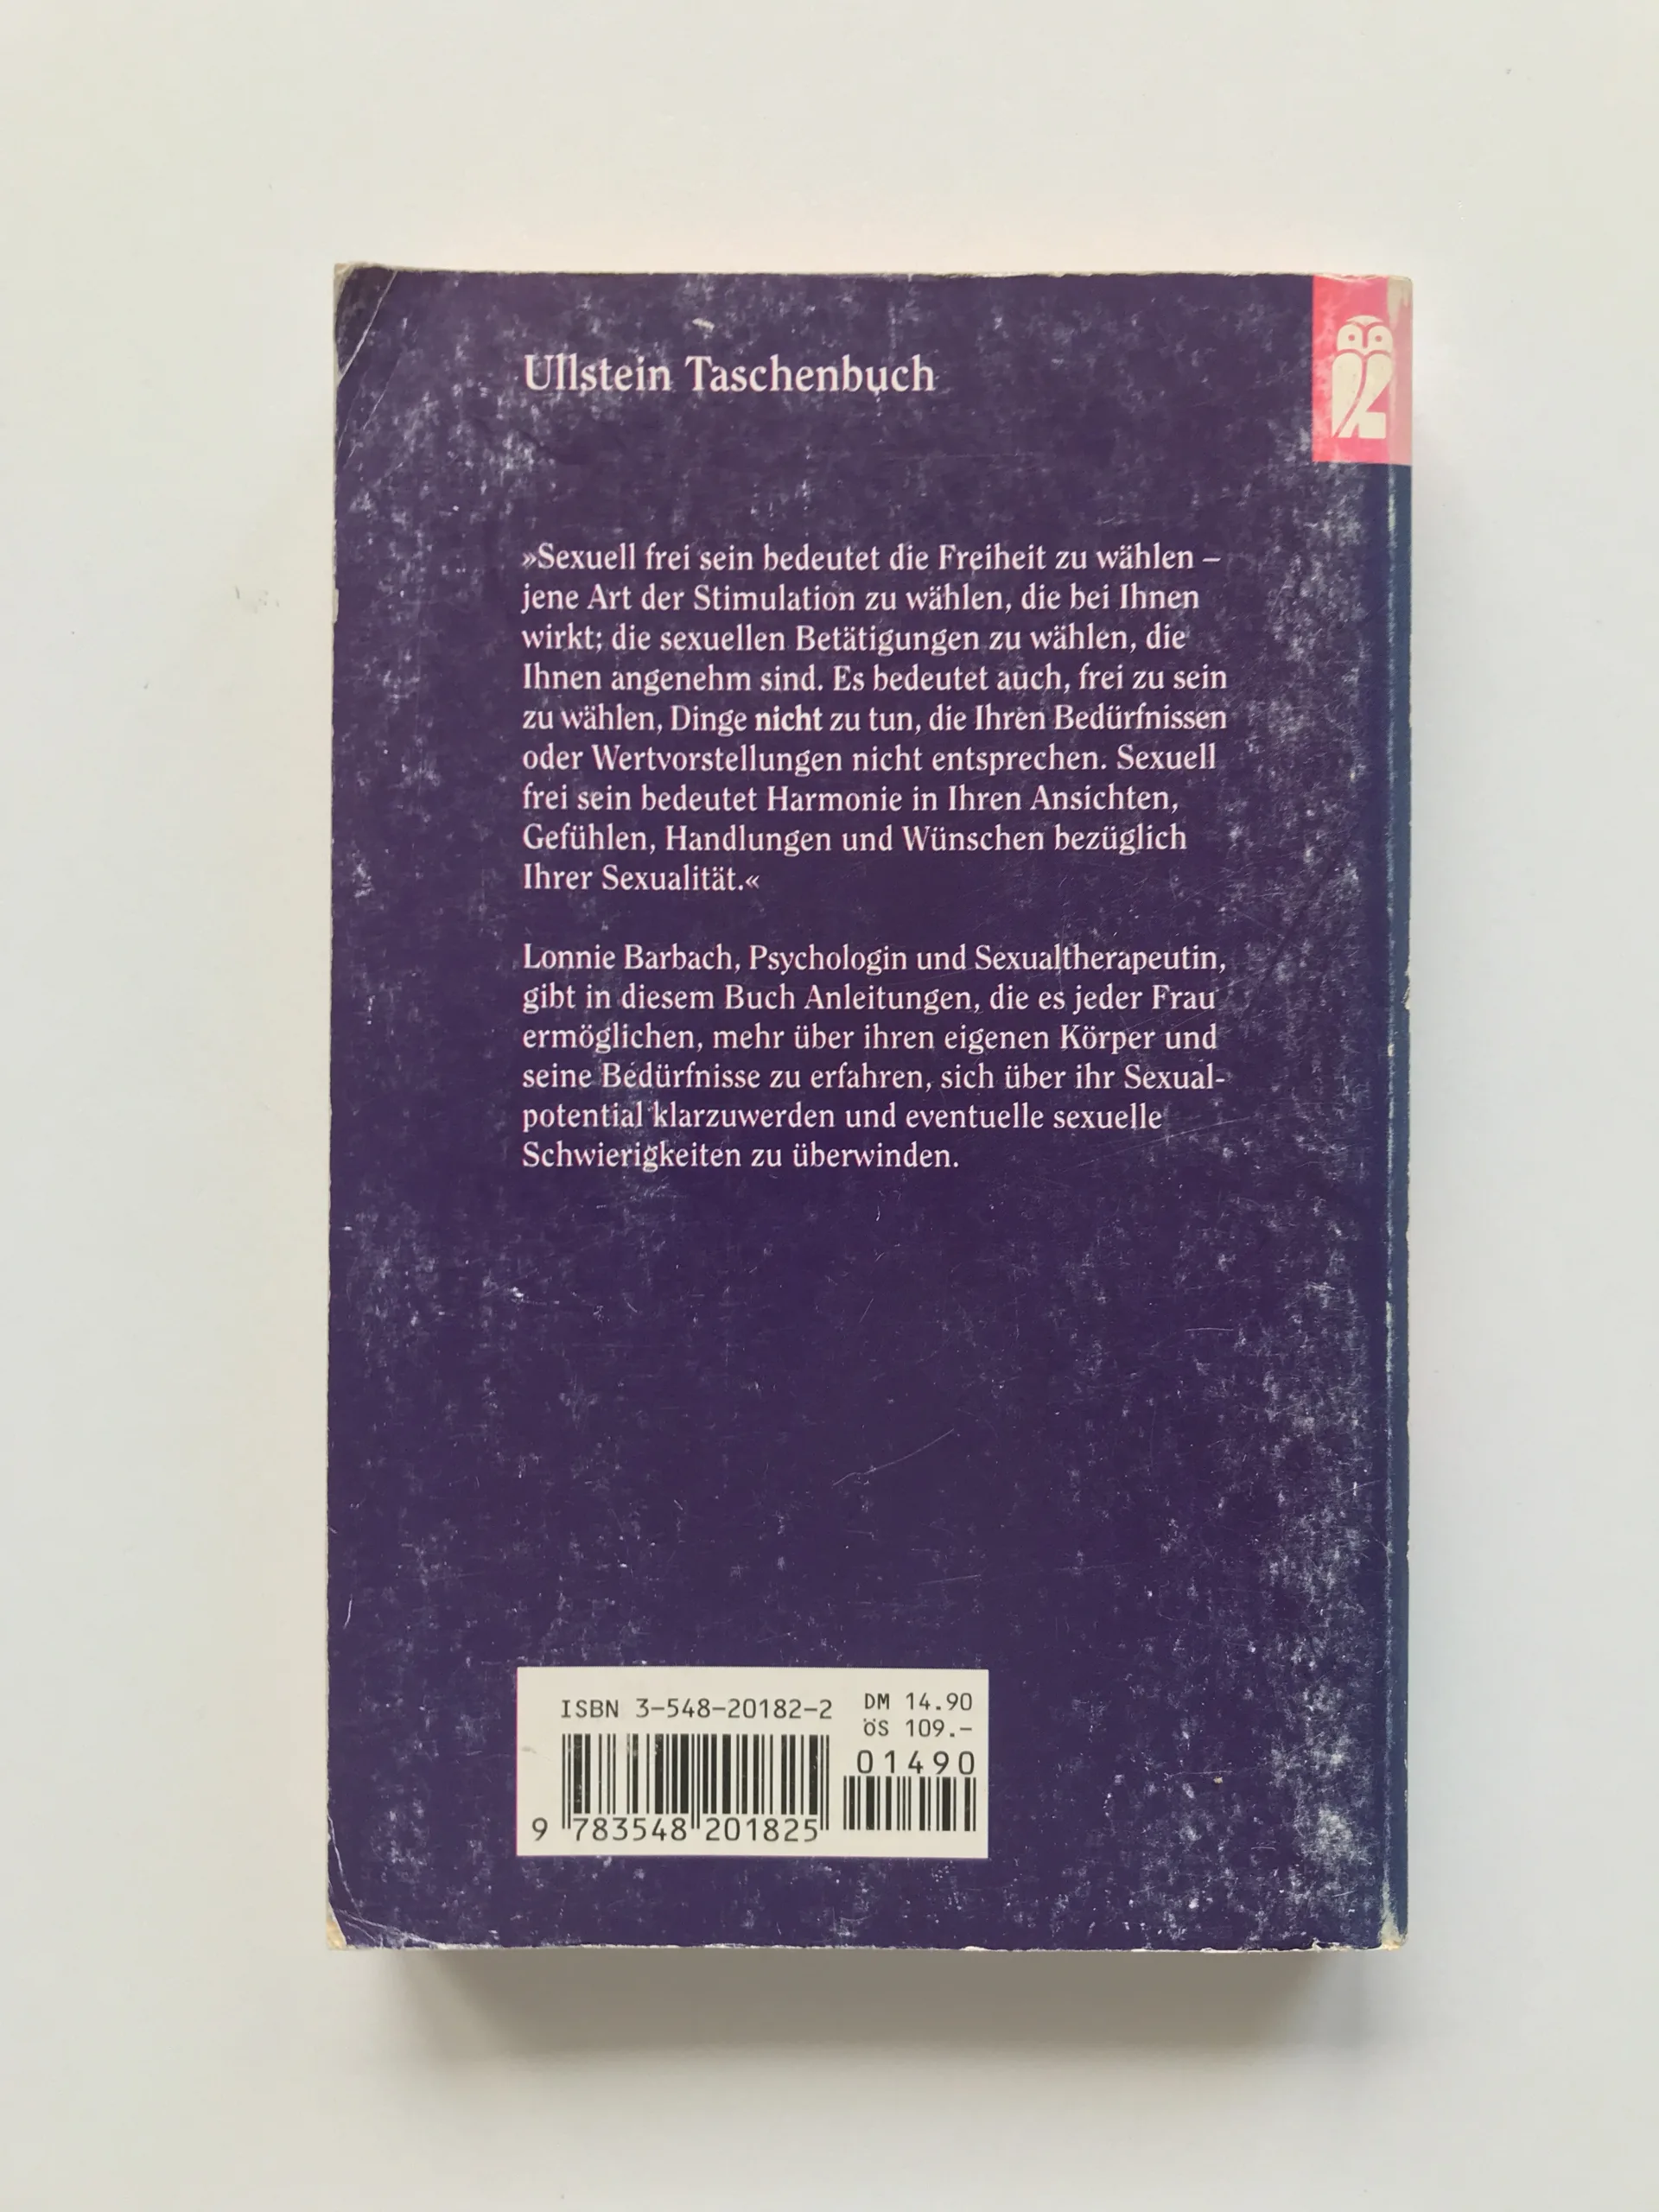 Ullstein Taschenbuch
»Sexuell frei sein bedeutet die Freiheit zu wählen –
jene Art der Stimulation zu wählen, die bei Ihnen
wirkt; die sexuellen Betätigungen zu wählen, die
Ihnen angenehm sind. Es bedeutet auch, frei zu sein
zu wählen, Dinge nicht zu tun, die Ihren Bedürfnissen
oder Wertvorstellungen nicht entsprechen. Sexuell
frei sein bedeutet Harmonie in Ihren Ansichten,
Gefühlen, Handlungen und Wünschen bezüglich
Ihrer Sexualität.«
Lonnie Barbach, Psychologin und Sexualtherapeutin,
gibt in diesem Buch Anleitungen, die es jeder Frau
ermöglichen, mehr über ihren eigenen Körper und
seine Bedürfnisse zu erfahren, sich über ihr Sexual-
potential klarzuwerden und eventuelle sexuelle
Schwierigkeiten zu überwinden.
ISBN 3-548-20182-2
DM 14.90
öS 109.-
01490
9 783548 201825